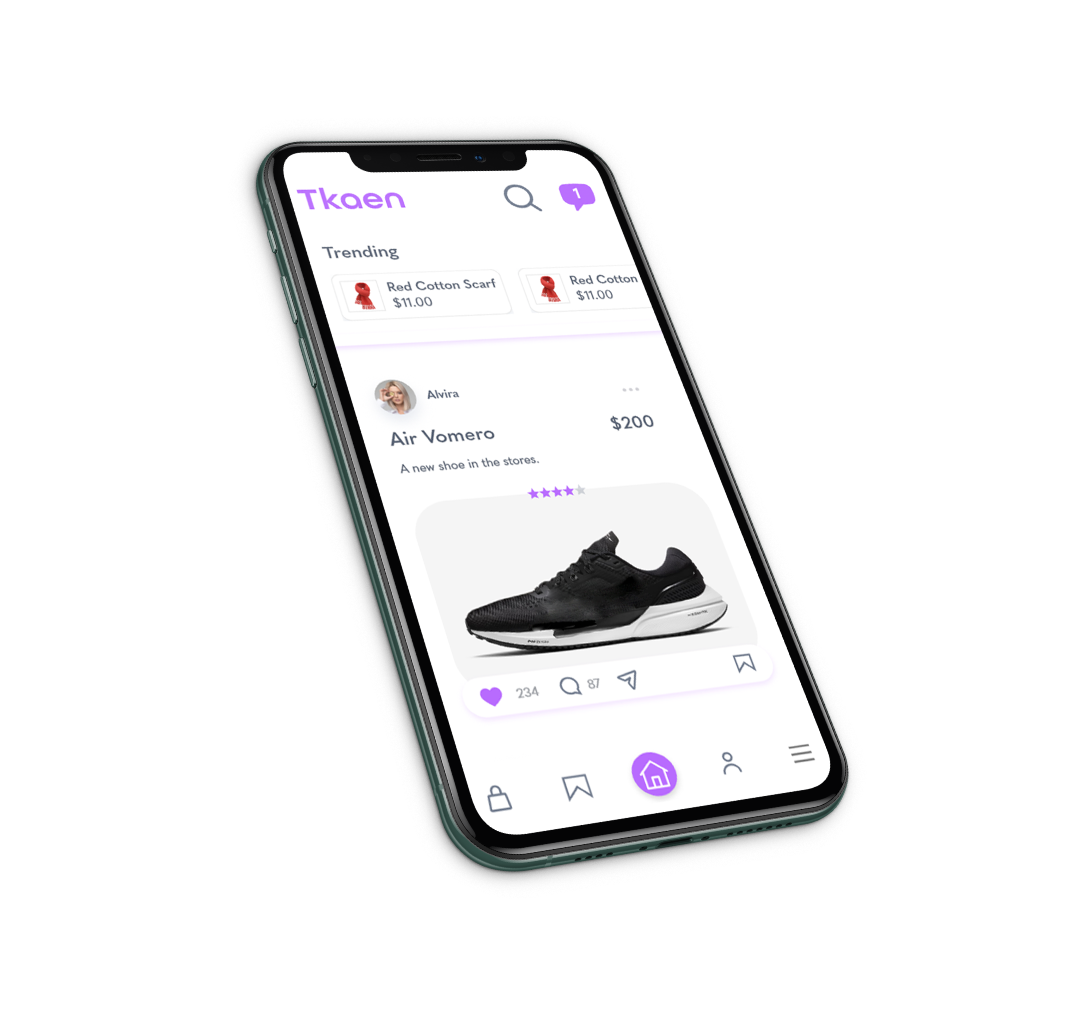 Tkaen
1
Trending
Red Cotton Scarf
$11.00
Red Cotton
$11.00
Alvira
$200
Air Vomero
A new shoe in the stores.
234
87